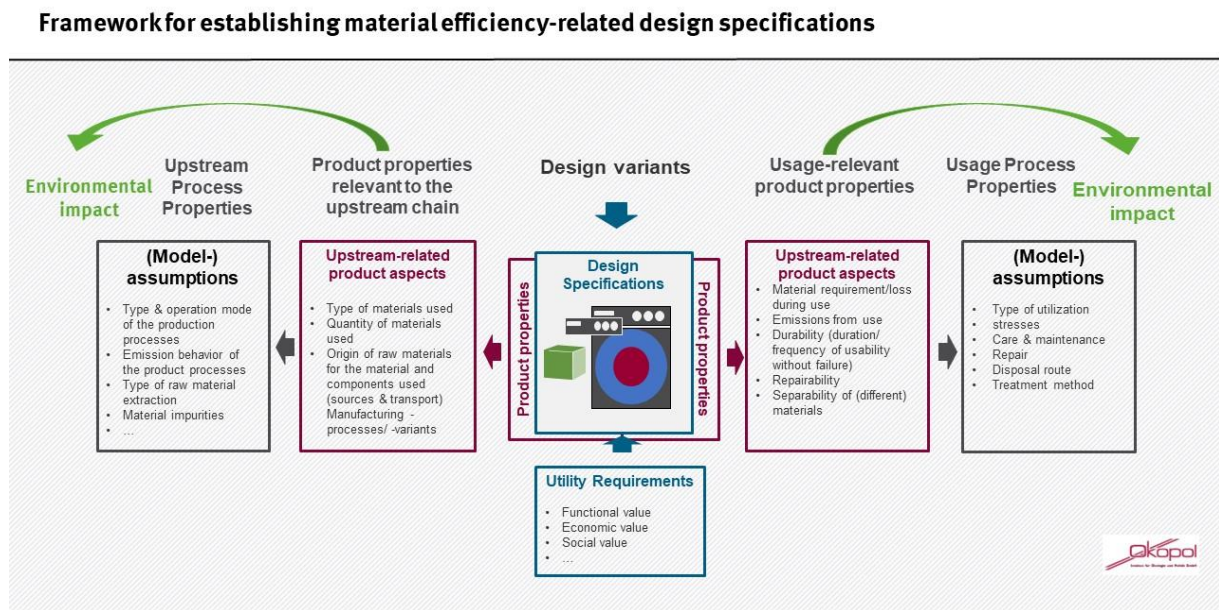 Framework for establishing material efficiency-related design specifications
Environmental
impact
Upstream
Process
Properties
Product properties
relevant to the
upstream chain
Design variants
Usage-relevant
product properties
Usage Process
Properties
Environmental
impact
(Model-)
assumptions
• Type & operation mode
of the production
processes
• Emission behavior of
the product processes
• Type of raw material
extraction
• Material impurities
• ...
Upstream-related
product aspects
• Type of materials used
• Quantity of materials
used
• Origin of raw materials
for the material and
components used
(sources & transport)
Manufacturing -
processes/ -variants
Product properties
Design
Specifications
Product properties
Upstream-related
product aspects
• Material requirement/loss
during use
• Emissions from use
• Durability (duration/
frequency of usability
without failure)
• Repairability
• Separability of (different)
materials
(Model-)
assumptions
• Type of utilization
• stresses
• Care & maintenance
• Repair
• Disposal route
• Treatment method
Utility Requirements
• Functional value
• Economic value
• Social value
• ...
Ökopol
Institut für Ökologie und Politik GmbH